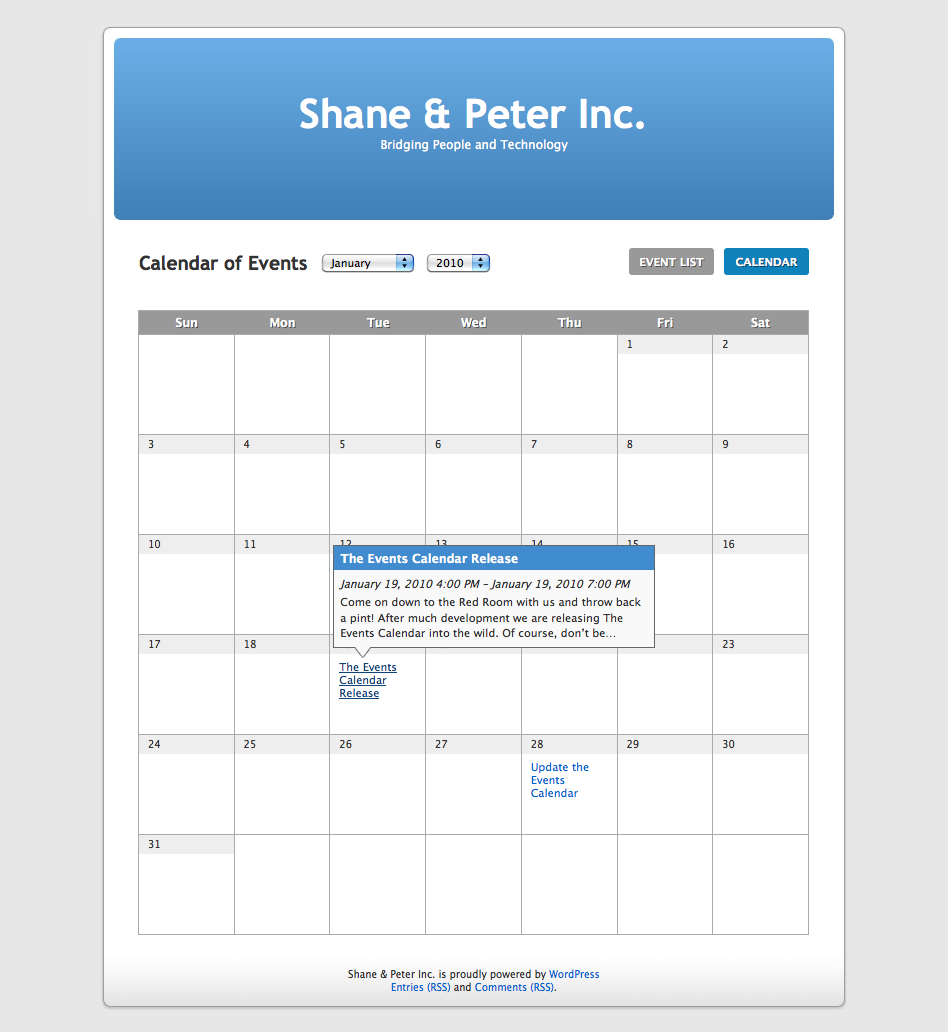 Shane & Peter Inc.
Bridging People and Technology
Calendar of Events January 2010 EVENT LIST CALENDAR
Sun Mon Tue Wed Thu Fri Sat
1 2
3 4 5 6 7 8 9
10 11 12 13 14 15 16
The Events Calendar Release
January 19, 2010 4:00 PM – January 19, 2010 7:00 PM
Come on down to the Red Room with us and throw back
a pint! After much development we are releasing The
Events Calendar into the wild. Of course, don’t be...
17 18 23
The Events
Calendar
Release
24 25 26 27 28 29 30
Update the
Events
Calendar
31
Shane & Peter Inc. is proudly powered by WordPress
Entries (RSS) and Comments (RSS).